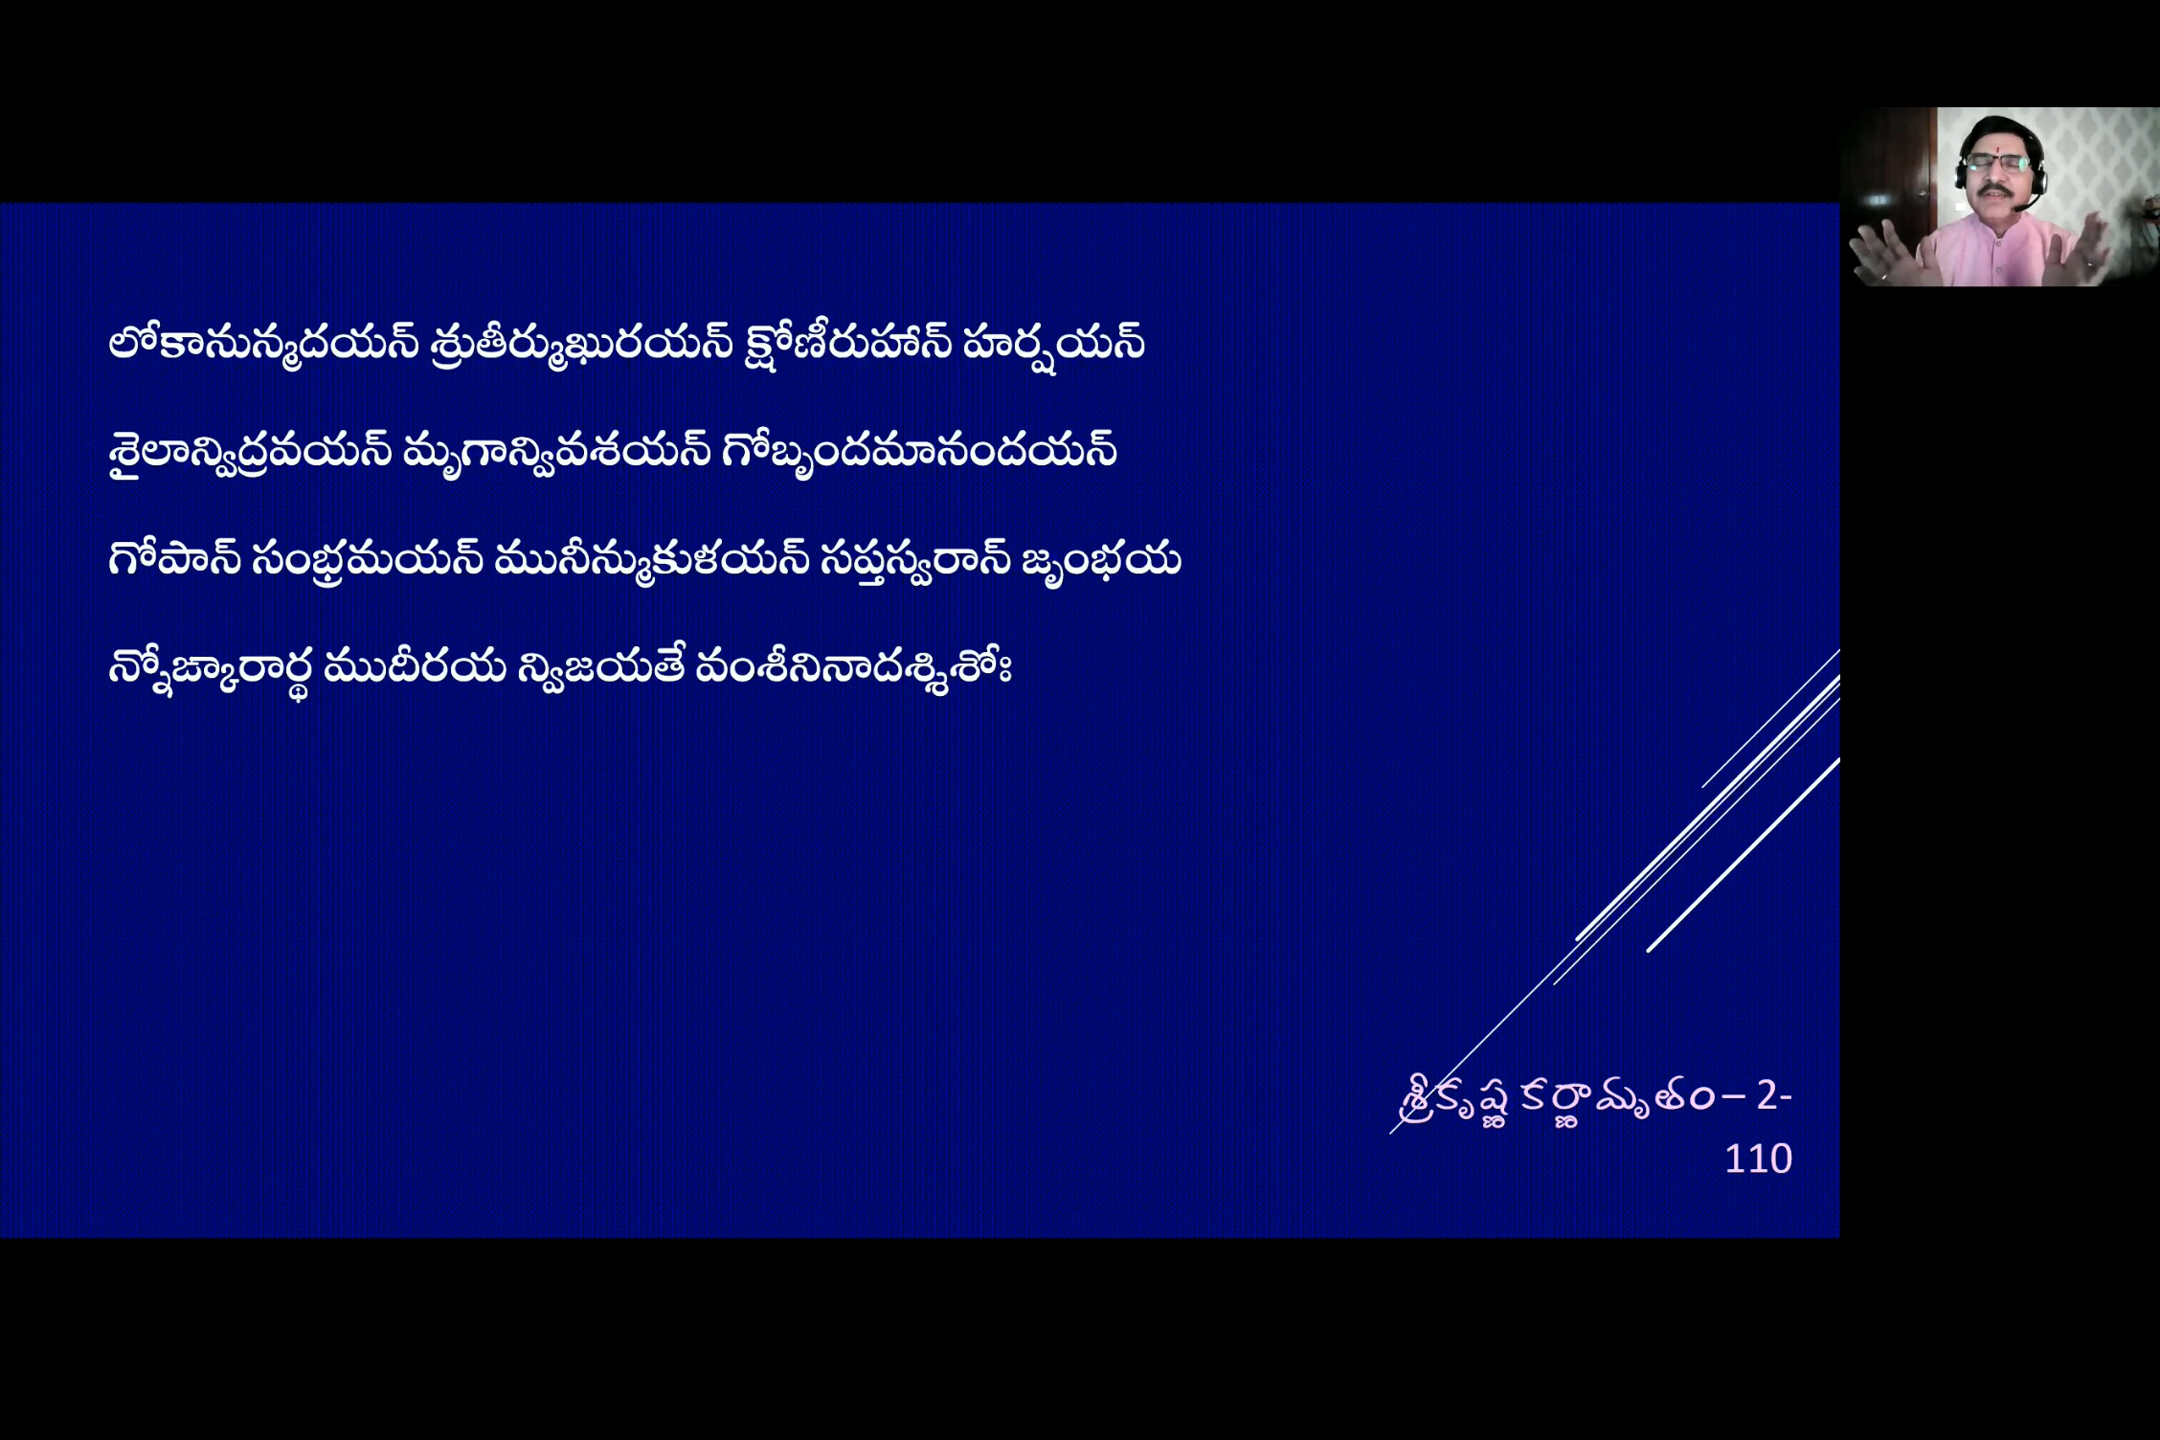 లోకానున్మదయన్ శ్రుతీర్ముఖురయన్ క్షోణీరుహాన్ హర్షయన్
శైలాన్విద్రవయన్ మృగాన్వివశయన్ గోబృందమానందయన్
గోపాన్ సంభ్రమయన్ మునీన్ముకుళయన్ సప్తస్వరాన్ జృంభయ
న్నోఙ్కారార్థ ముదీరయ న్విజయతే వంశీనినాదశ్శిశోః
శ్రీకృష్ణ కర్ణామృతం – 2-
110